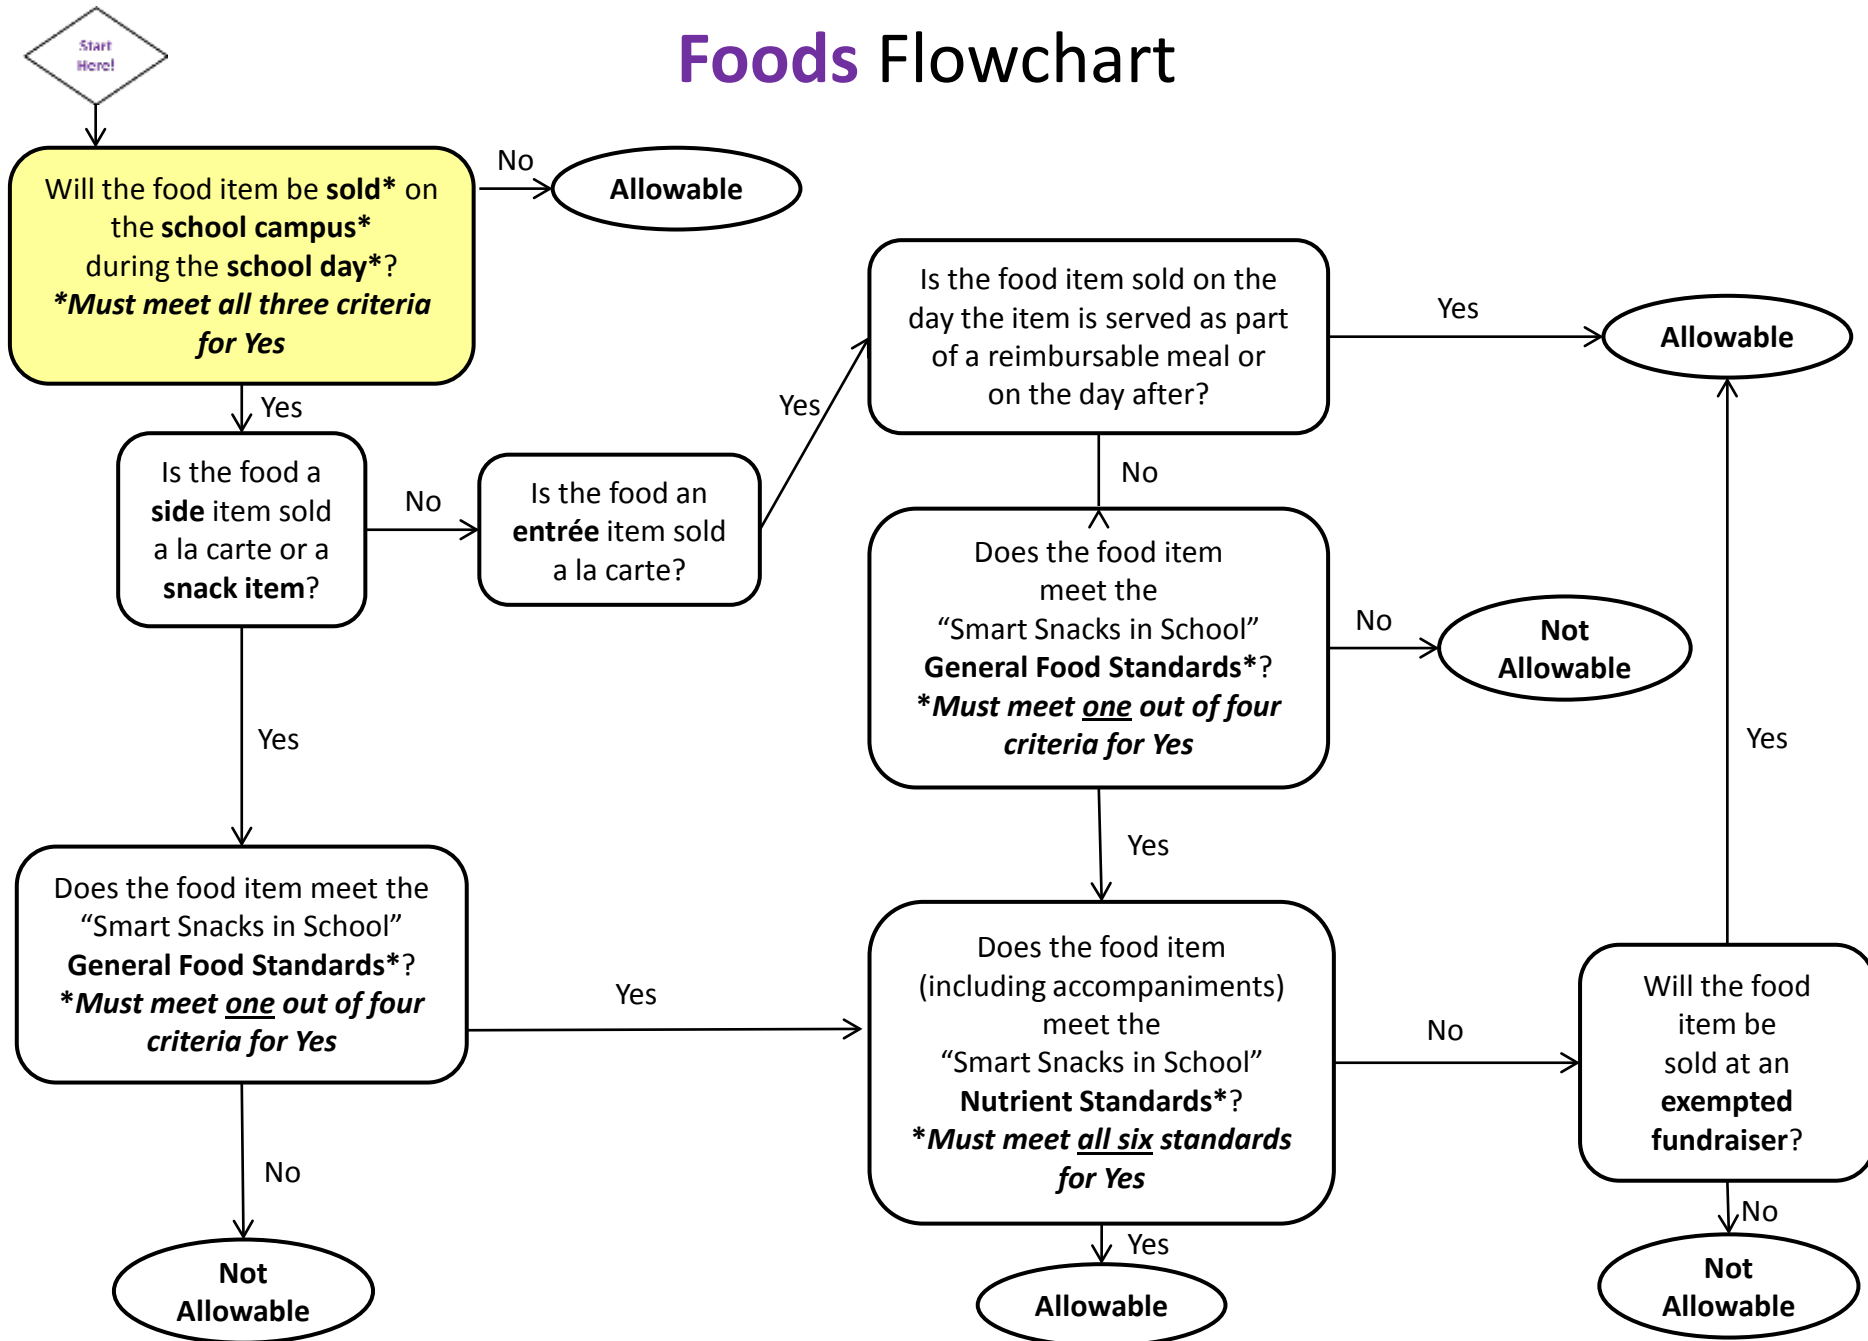 Start
Here!
Foods Flowchart
Will the food item be sold* on
the school campus*
during the school day*?
*Must meet all three criteria
for Yes
No
Allowable
Yes
Is the food a
side item sold
a la carte or a
snack item?
No
Is the food an
entrée item sold
a la carte?
Yes
Is the food item sold on the
day the item is served as part
of a reimbursable meal or
on the day after?
Yes
Allowable
No
Does the food item
meet the
“Smart Snacks in School”
General Food Standards*?
*Must meet one out of four
criteria for Yes
No
Not
Allowable
Yes
Yes
Yes
Does the food item meet the
“Smart Snacks in School”
General Food Standards*?
*Must meet one out of four
criteria for Yes
Yes
Does the food item
(including accompaniments)
meet the
“Smart Snacks in School”
Nutrient Standards*?
*Must meet all six standards
for Yes
No
Will the food
item be
sold at an
exempted
fundraiser?
No
Not
Allowable
Yes
Allowable
No
Not
Allowable